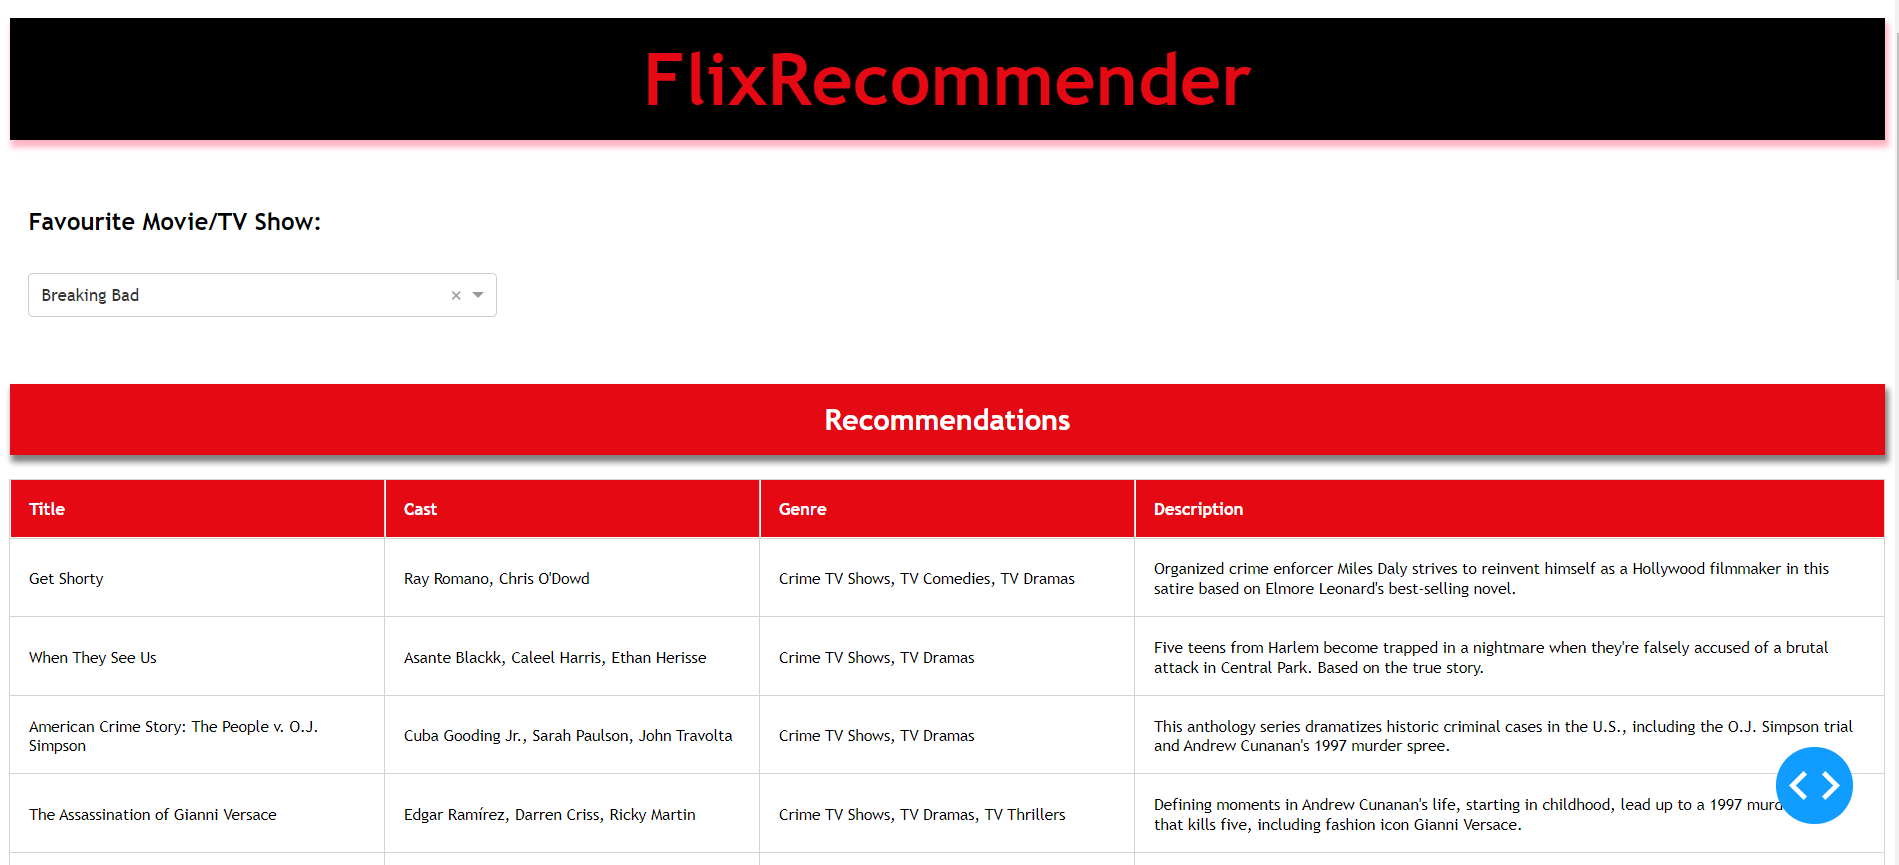 FlixRecommender
Favourite Movie/TV Show:
Breaking Bad
Recommendations
Title Cast Genre Description
Get Shorty Ray Romano, Chris O'Dowd Crime TV Shows, TV Comedies, TV Dramas Organized crime enforcer Miles Daly strives to reinvent himself as a Hollywood filmmaker in this
satire based on Elmore Leonard's best-selling novel.
When They See Us Asante Blackk, Caleel Harris, Ethan Herisse Crime TV Shows, TV Dramas Five teens from Harlem become trapped in a nightmare when they're falsely accused of a brutal
attack in Central Park. Based on the true story.
American Crime Story: The People v. O.J.
Simpson Cuba Gooding Jr., Sarah Paulson, John Travolta Crime TV Shows, TV Dramas This anthology series dramatizes historic criminal cases in the U.S., including the O.J. Simpson trial
and Andrew Cunanan's 1997 murder spree.
The Assassination of Gianni Versace Edgar Ramírez, Darren Criss, Ricky Martin Crime TV Shows, TV Dramas, TV Thrillers Defining moments in Andrew Cunanan's life, starting in childhood, lead up to a 1997
that kills five, including fashion icon Gianni Versace.